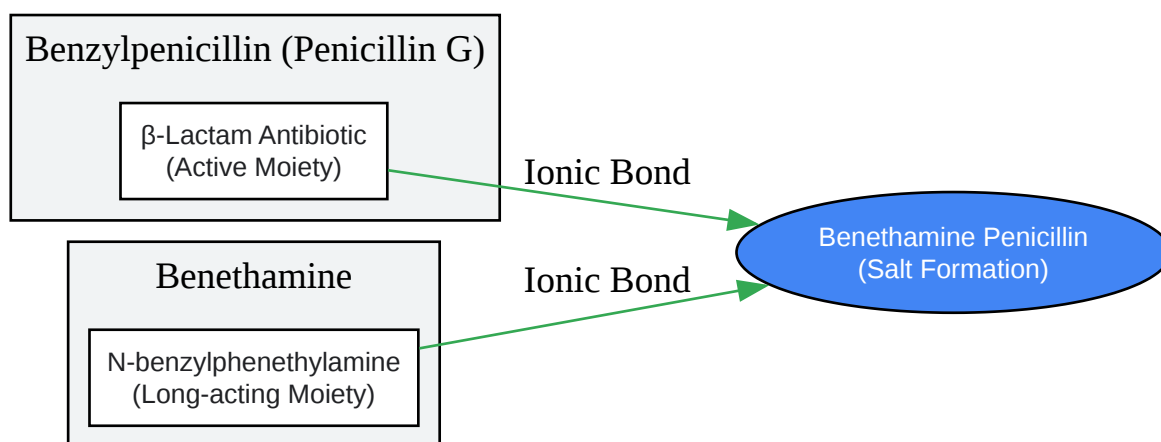 Benzylpenicillin (Penicillin G)
β-Lactam Antibiotic
(Active Moiety)
Ionic Bond
Benethamine Penicillin
(Salt Formation)
Benethamine
Ionic Bond
N-benzylphenethylamine
(Long-acting Moiety)